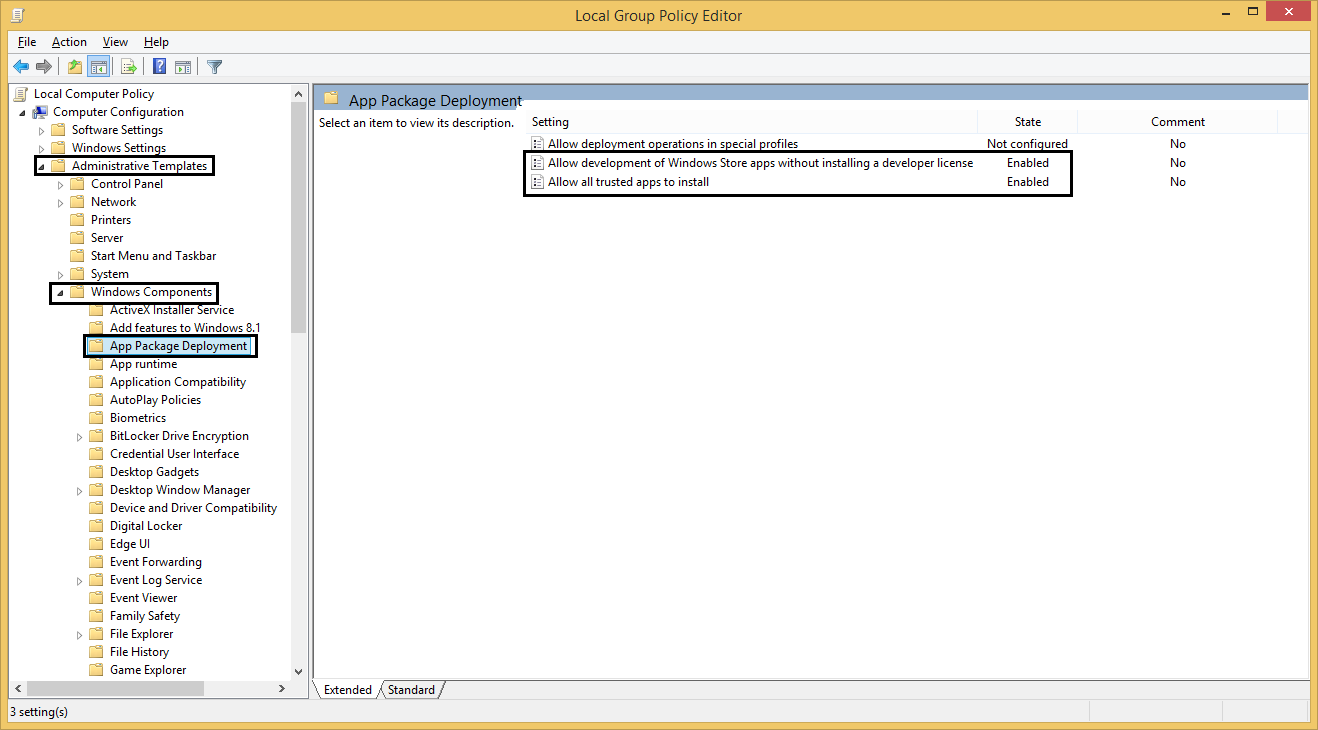 Local Group Policy Editor
File Action View Help
Local Computer Policy
Computer Configuration
Software Settings
Windows Settings
Administrative Templates
Control Panel
Network
Printers
Server
Start Menu and Taskbar
System
Windows Components
ActiveX Installer Service
Add features to Windows 8.1
App Package Deployment
App runtime
Application Compatibility
AutoPlay Policies
Biometrics
BitLocker Drive Encryption
Credential User Interface
Desktop Gadgets
Desktop Window Manager
Device and Driver Compatibility
Digital Locker
Edge UI
Event Forwarding
Event Log Service
Event Viewer
Family Safety
File Explorer
File History
Game Explorer
App Package Deployment
Select an item to view its description.
Setting State Comment
Allow deployment operations in special profiles Not configured No
Allow development of Windows Store apps without installing a developer license Enabled No
Allow all trusted apps to install Enabled No
Extended Standard
3 setting(s)